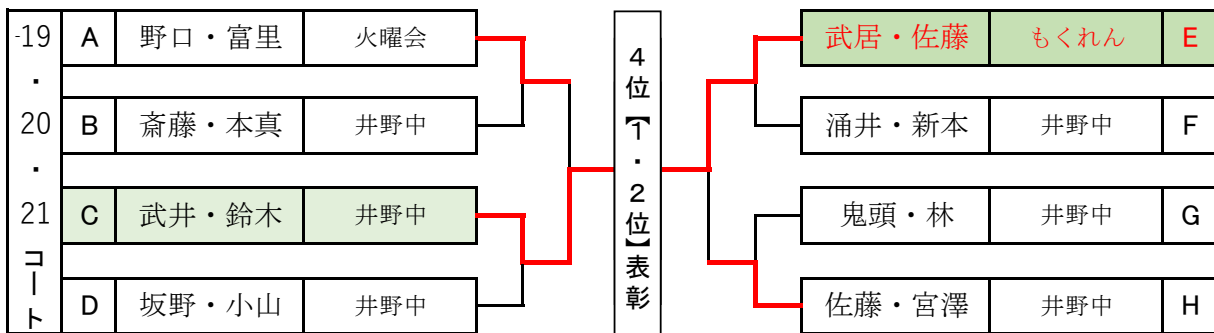 -19・20・21コート
A 野口・富里 火曜会
B 斎藤・本真 井野中
C 武井・鈴木 井野中
D 坂野・小山 井野中
4位【1・2位】表彰
武居・佐藤 もくれん E
涌井・新本 井野中 F
鬼頭・林 井野中 G
佐藤・宮澤 井野中 H